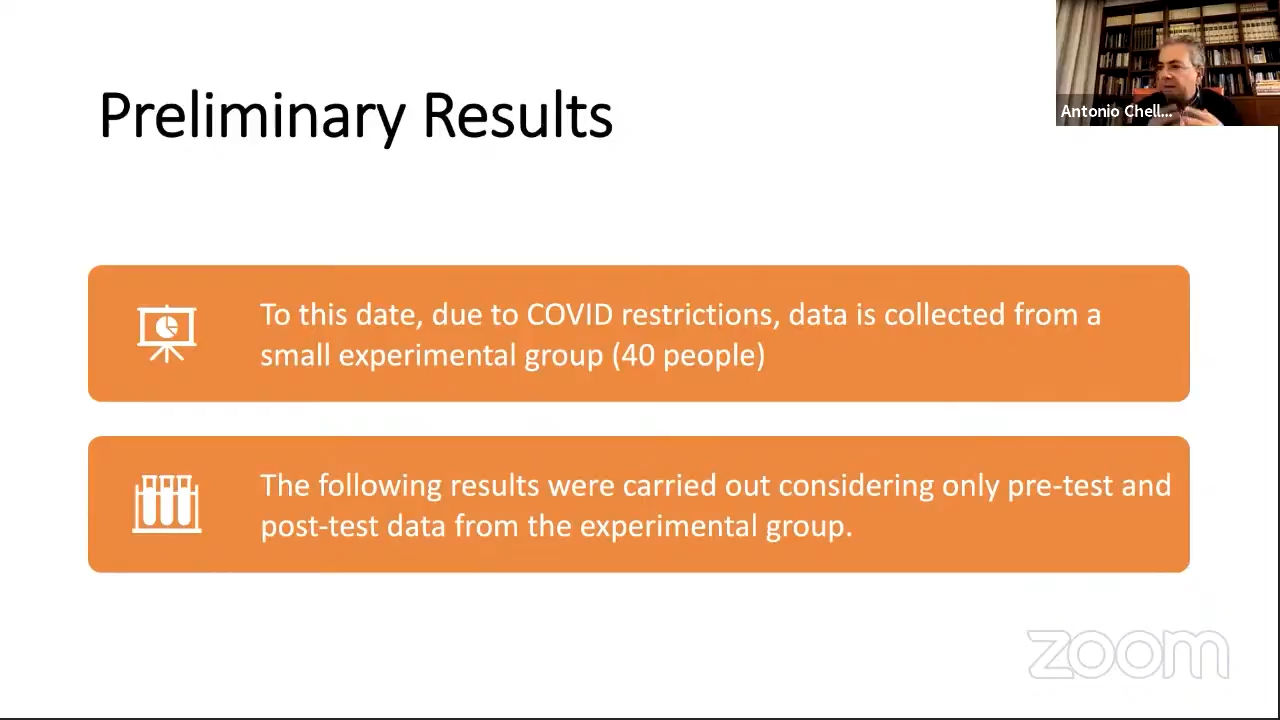 Antonio Chell...
Preliminary Results
To this date, due to COVID restrictions, data is collected from a
small experimental group (40 people)
The following results were carried out considering only pre-test and
post-test data from the experimental group.
zoom